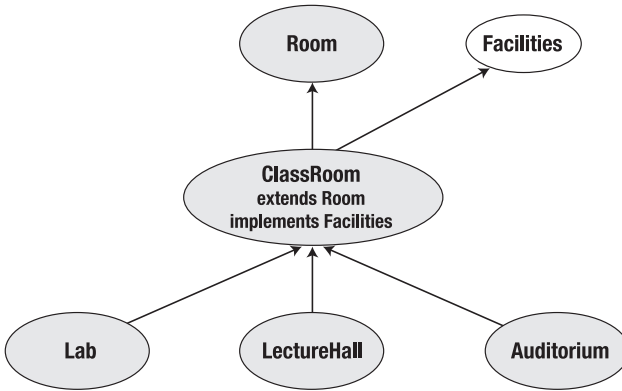 Room
Facilities
ClassRoom
extends Room
implements Facilities
Lab
LectureHall
Auditorium